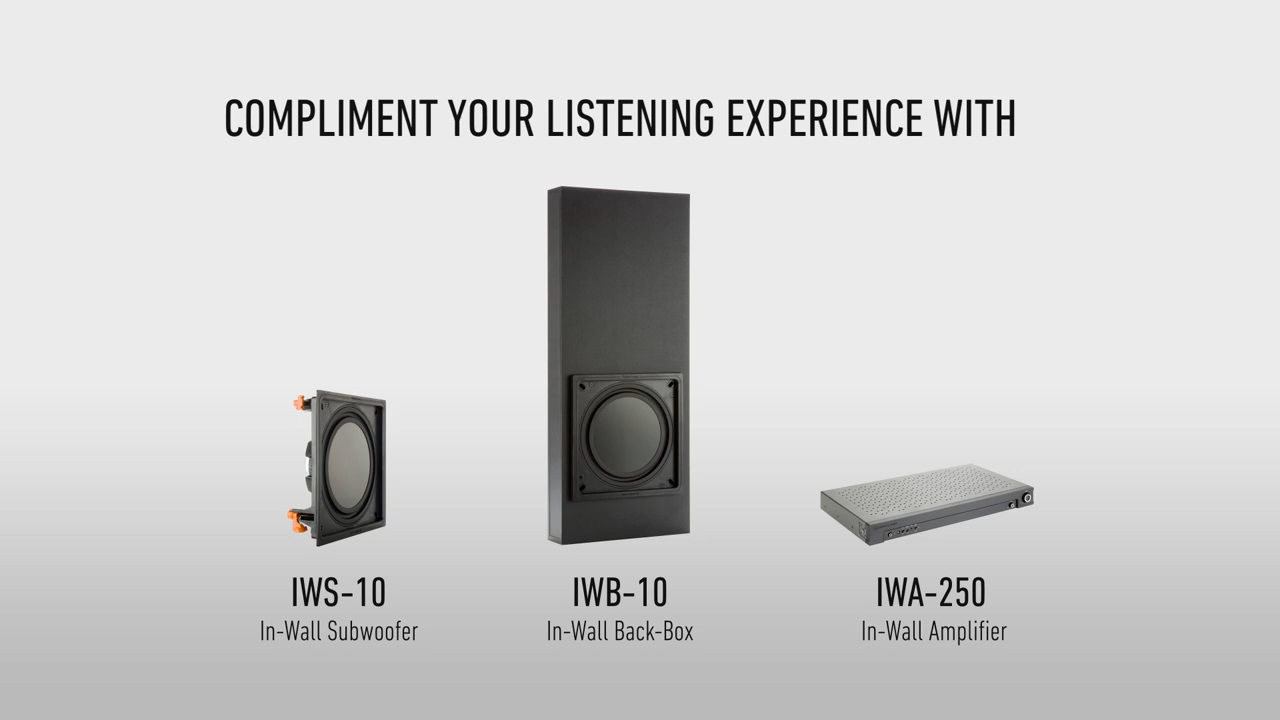 COMPLIMENT YOUR LISTENING EXPERIENCE WITH
IWS-10
In-Wall Subwoofer
IWB-10
In-Wall Back-Box
IWA-250
In-Wall Amplifier